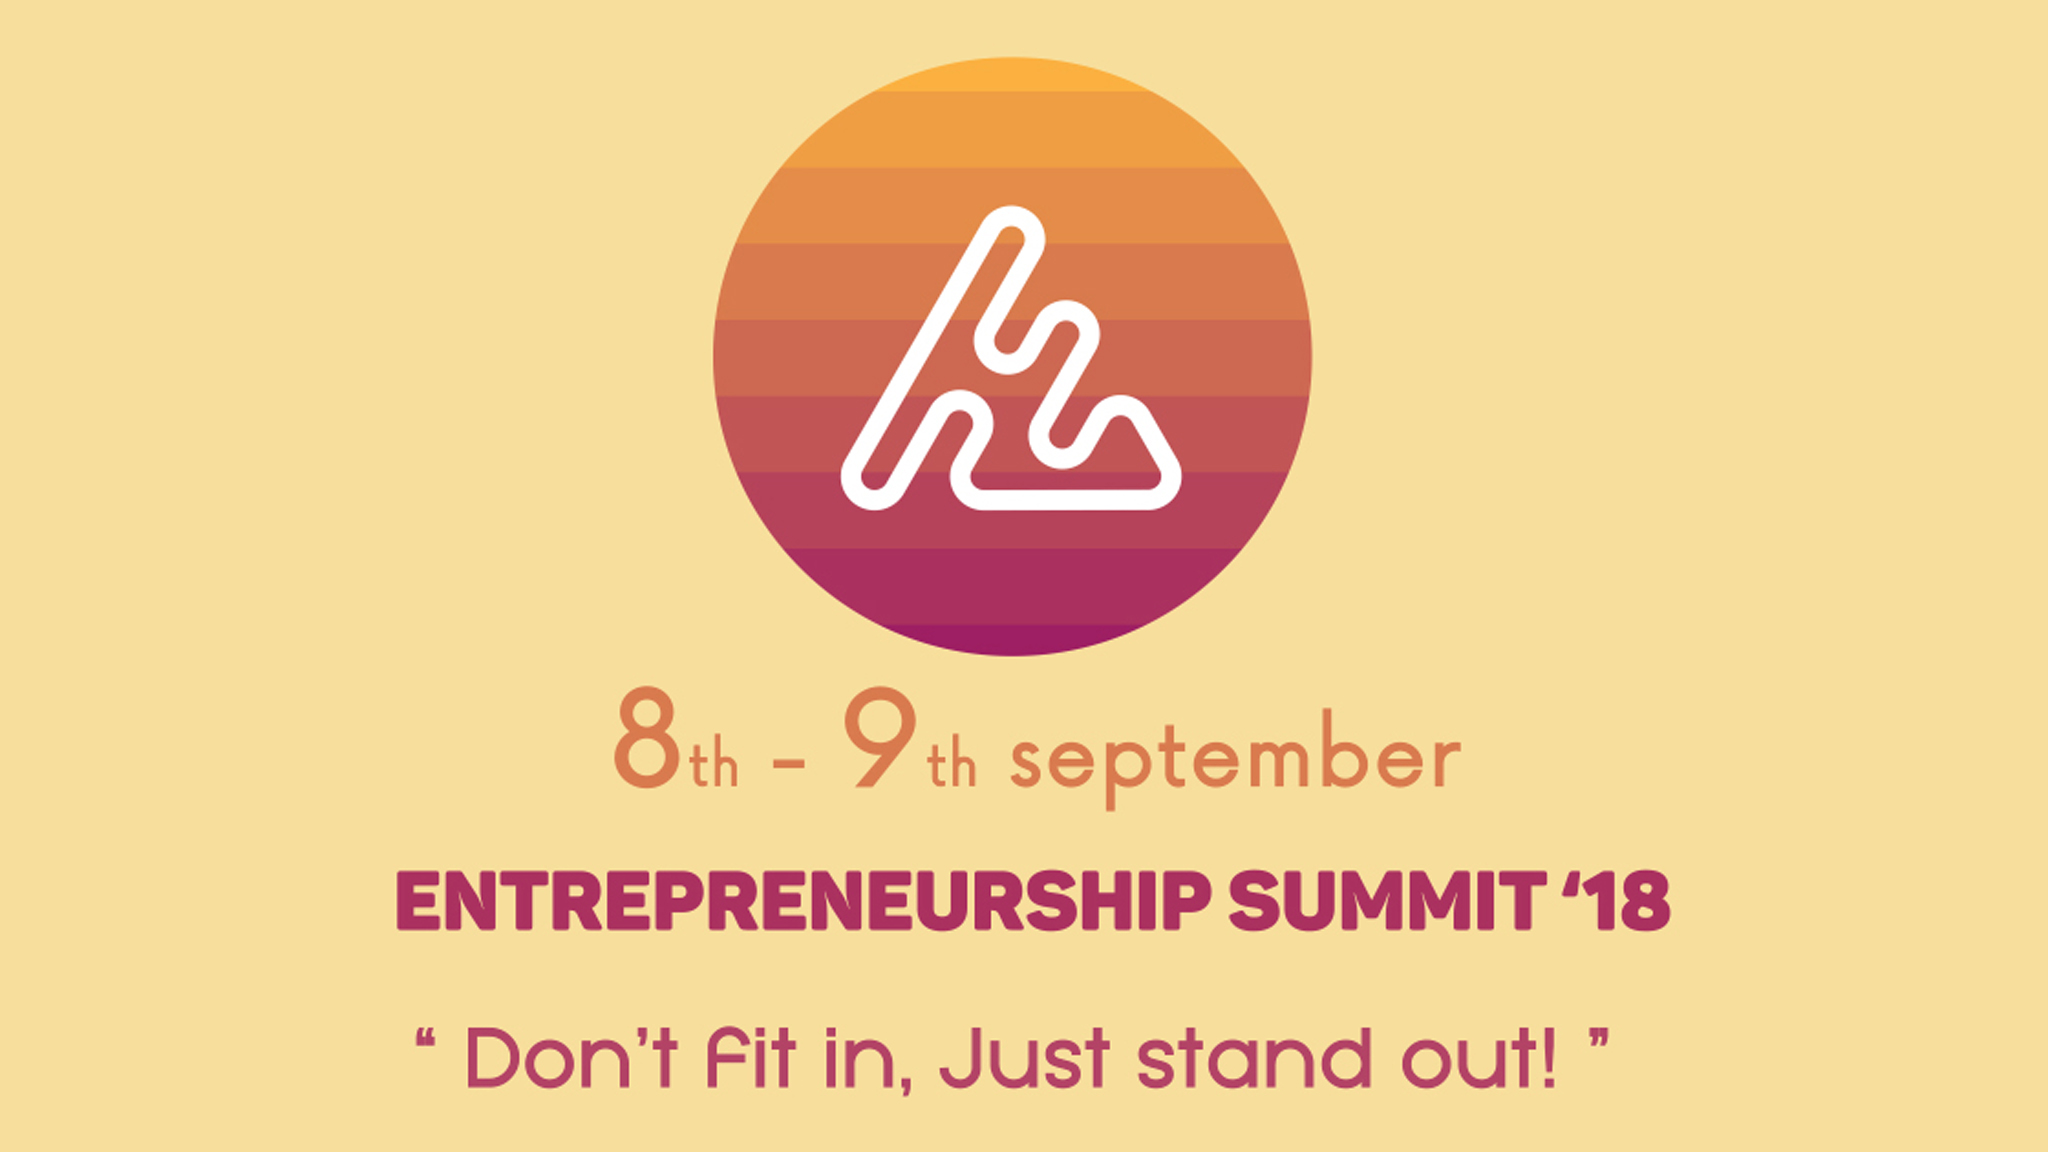 8th - 9th september
ENTREPRENEURSHIP SUMMIT ‘18
“ Don’t fit in, Just stand out! ”